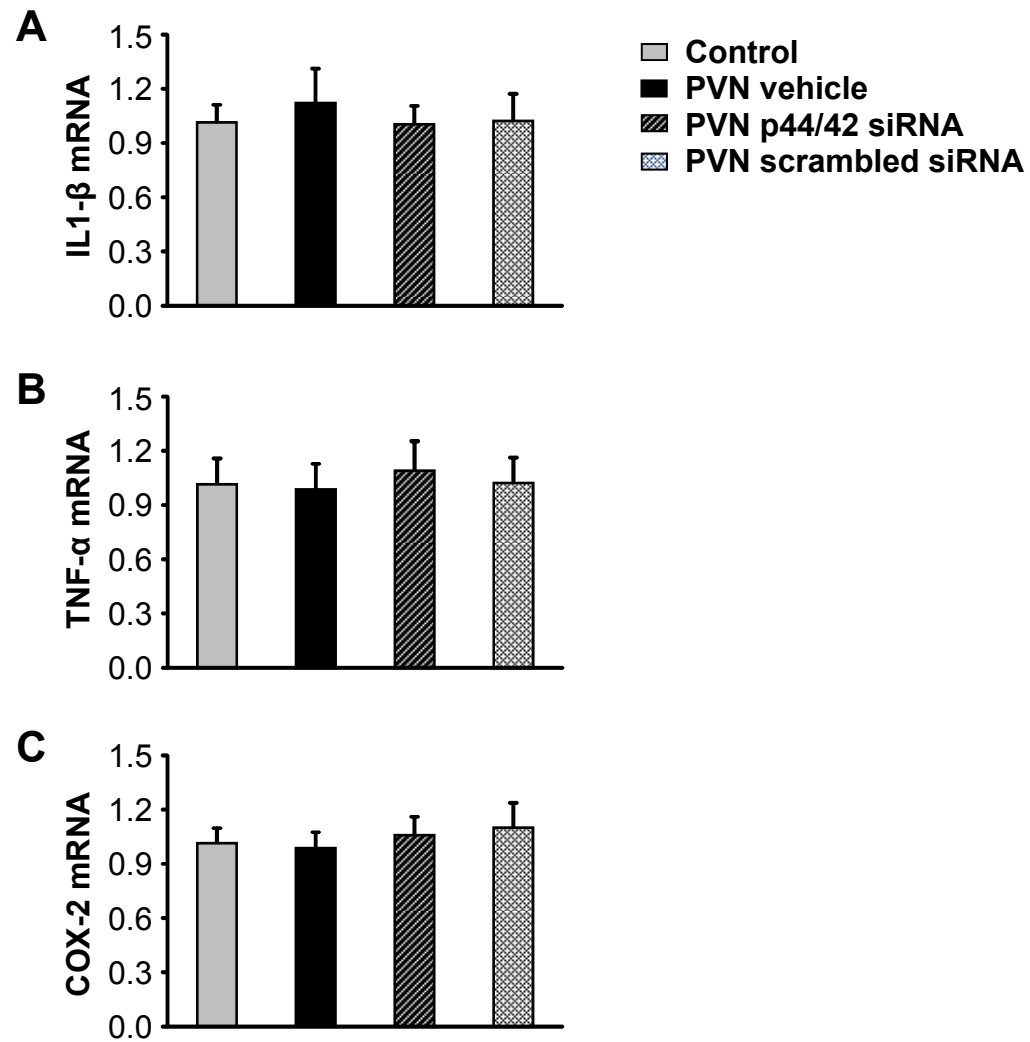 A
1.5
1.2
0.9
0.6
0.3
0.0
IL1-β mRNA
Control
PVN vehicle
PVN p44/42 siRNA
PVN scrambled siRNA
B
1.5
1.2
0.9
0.6
0.3
0.0
TNF-α mRNA
C
1.5
1.2
0.9
0.6
0.3
0.0
COX-2 mRNA